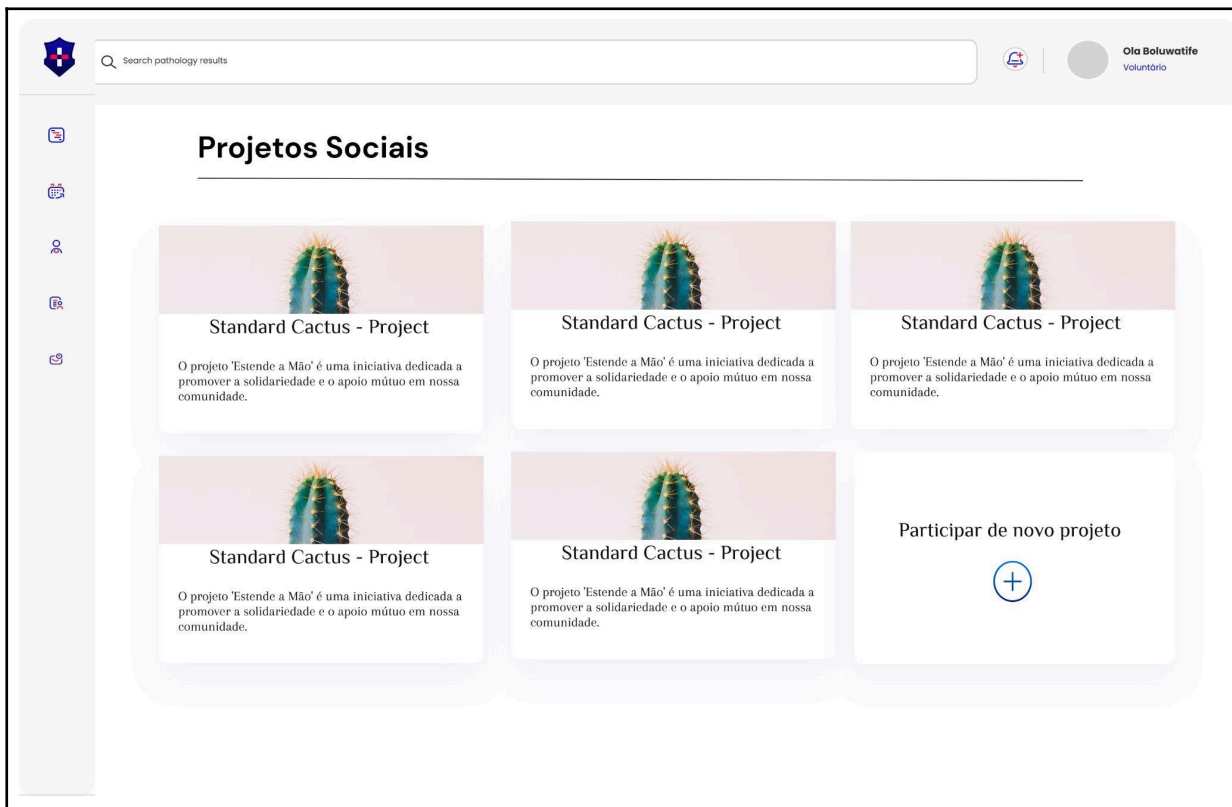 Search pathology results
Ola Boluwatife
Voluntário
Projetos Sociais
Standard Cactus - Project
O projeto 'Estende a Mão' é uma iniciativa dedicada a
promover a solidariedade e o apoio mútuo em nossa
comunidade.
Standard Cactus - Project
O projeto 'Estende a Mão' é uma iniciativa dedicada a
promover a solidariedade e o apoio mútuo em nossa
comunidade.
Standard Cactus - Project
O projeto 'Estende a Mão' é uma iniciativa dedicada a
promover a solidariedade e o apoio mútuo em nossa
comunidade.
Standard Cactus - Project
O projeto 'Estende a Mão' é uma iniciativa dedicada a
promover a solidariedade e o apoio mútuo em nossa
comunidade.
Standard Cactus - Project
O projeto 'Estende a Mão' é uma iniciativa dedicada a
promover a solidariedade e o apoio mútuo em nossa
comunidade.
Participar de novo projeto